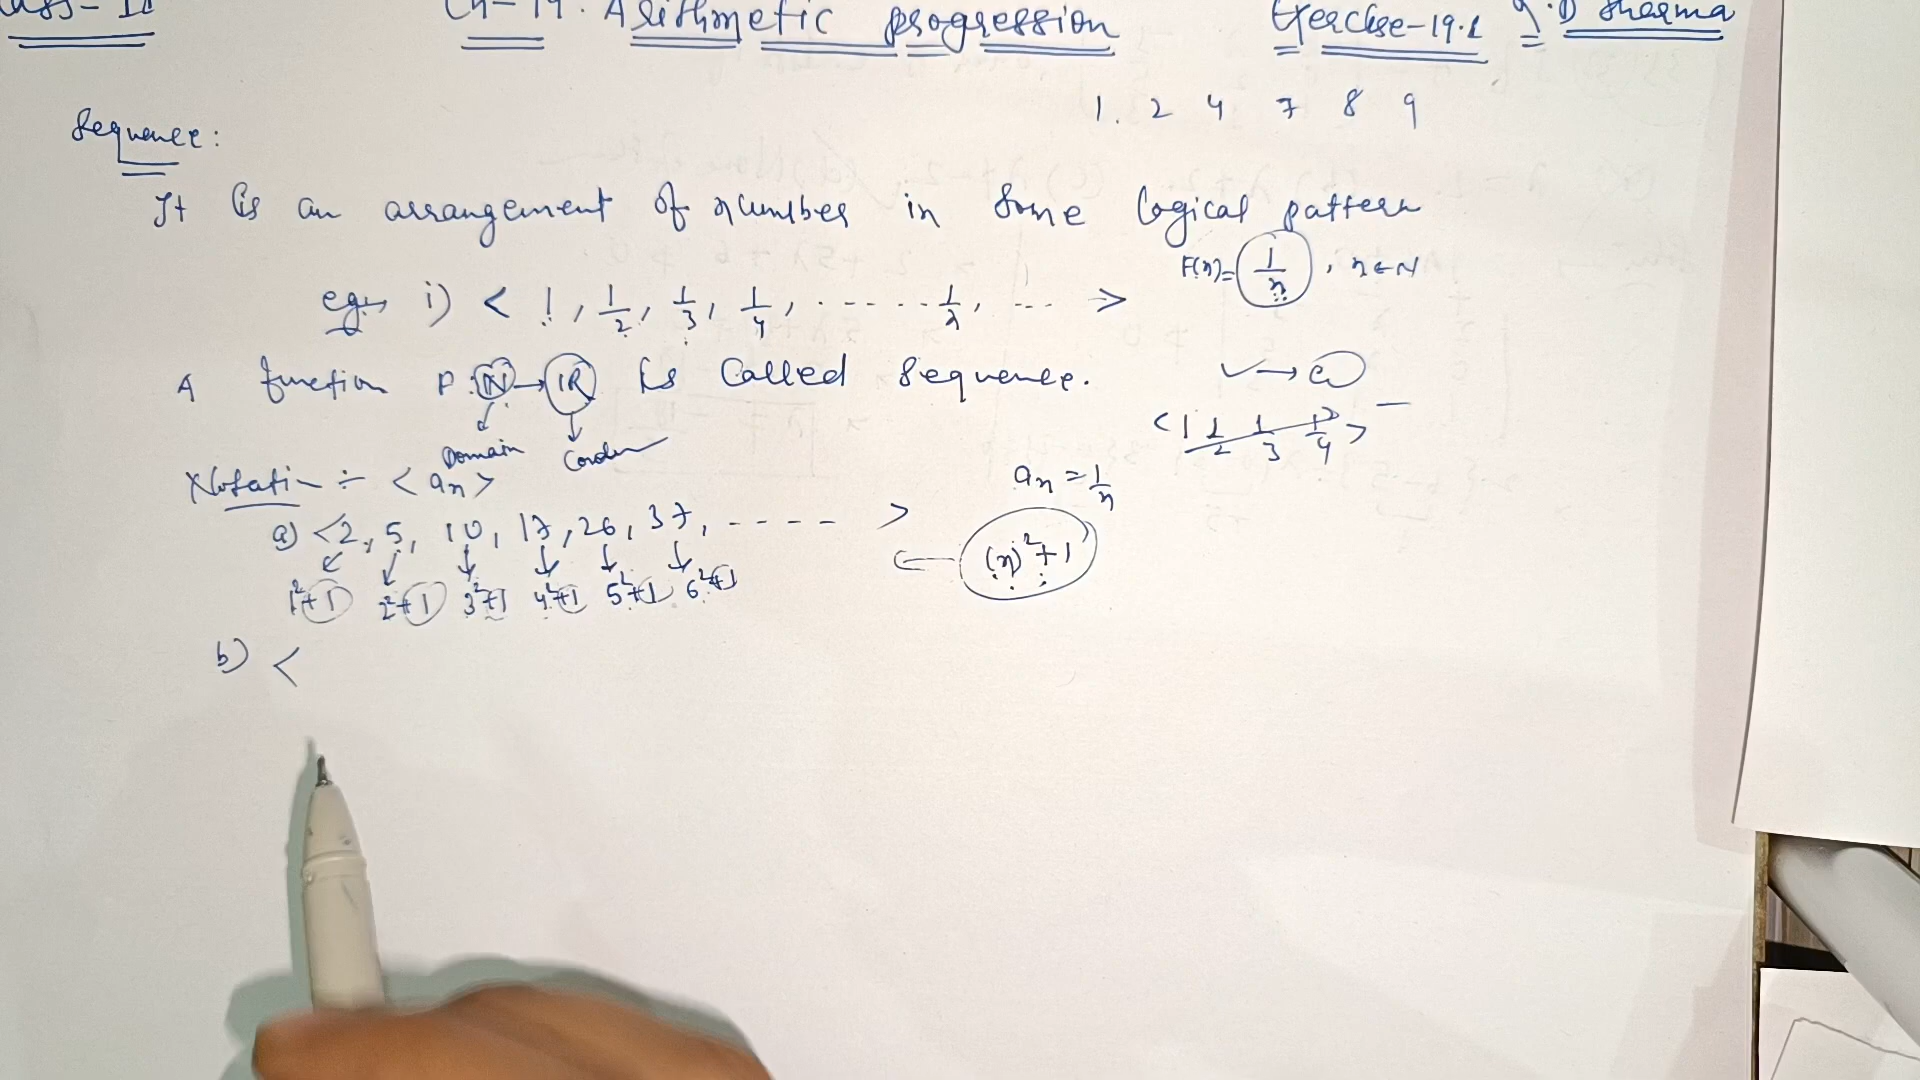 Ch-19. Arithmetic progression Exercise-19.1 R.D Sharma
1. 2 4 7 8 9
Sequence:
It is an arrangement of number in some logical pattern
F(n)= 1/n , n∈N
eg→ i) < 1, 1/2, 1/3, 1/4, ------ 1/n, --- >
A function F:N→IR is called sequence.
Domain
<1 1/2 1/3 1/4>
Notation ÷ <an>
an = 1/n
a) <2, 5, 10, 17, 26, 37, ---- >
(n)²+1
1²+1 2²+1 3²+1 4²+1 5²+1 6²+1
b) <